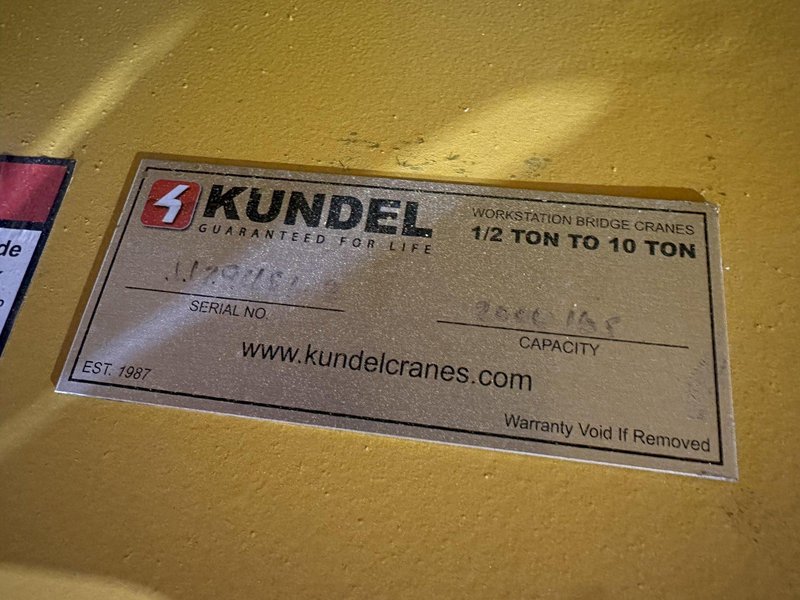 de
KUNDEL
GUARANTEED FOR LIFE
WORKSTATION BRIDGE CRANES
1/2 TON TO 10 TON
SERIAL NO.
CAPACITY
www.kundelcranes.com
EST. 1987
Warranty Void If Removed